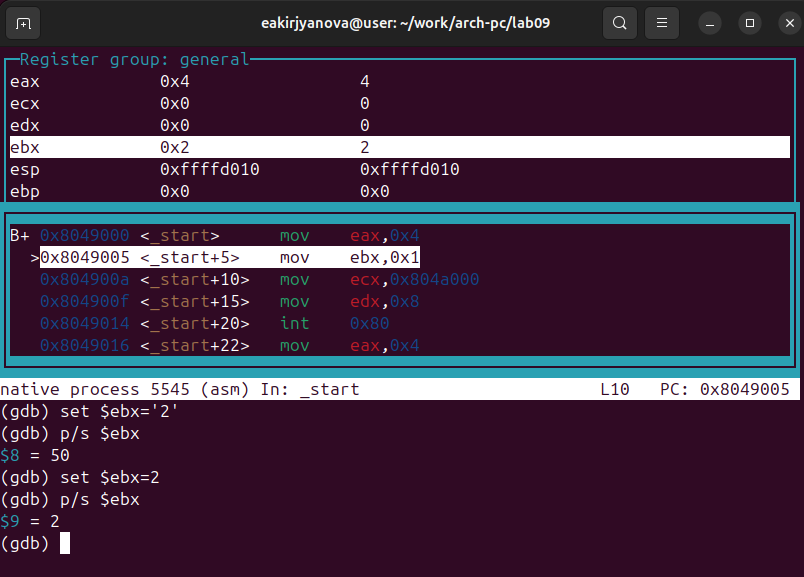 eakirjyanova@user: ~/work/arch-pc/lab09
Register group: general
eax 0x4 4
ecx 0x0 0
edx 0x0 0
ebx 0x2 2
esp 0xffffd010 0xffffd010
ebp 0x0 0x0
B+ 0x8049000 <_start> mov eax,0x4
>0x8049005 <_start+5> mov ebx,0x1
0x804900a <_start+10> mov ecx,0x804a000
0x804900f <_start+15> mov edx,0x8
0x8049014 <_start+20> int 0x80
0x8049016 <_start+22> mov eax,0x4
native process 5545 (asm) In: _start L10 PC: 0x8049005
(gdb) set $ebx='2'
(gdb) p/s $ebx
$8 = 50
(gdb) set $ebx=2
(gdb) p/s $ebx
$9 = 2
(gdb)